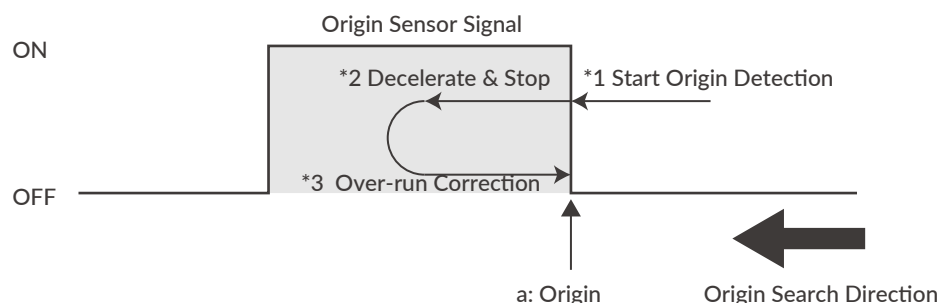 Origin Sensor Signal
ON
*2 Decelerate & Stop
*1 Start Origin Detection
*3 Over-run Correction
OFF
a: Origin
Origin Search Direction